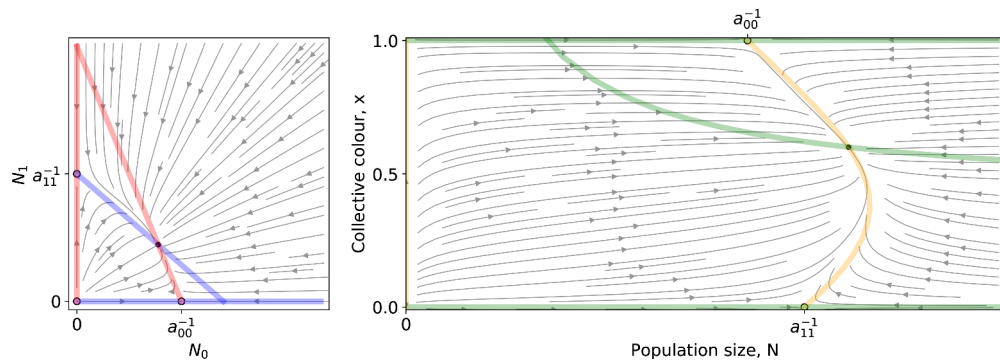 N₁
a₁₁⁻¹
0
0
a₀₀⁻¹
N₀
a₀₀⁻¹
Collective colour, x
1.0
0.5
0.0
0
a₁₁⁻¹
Population size, N